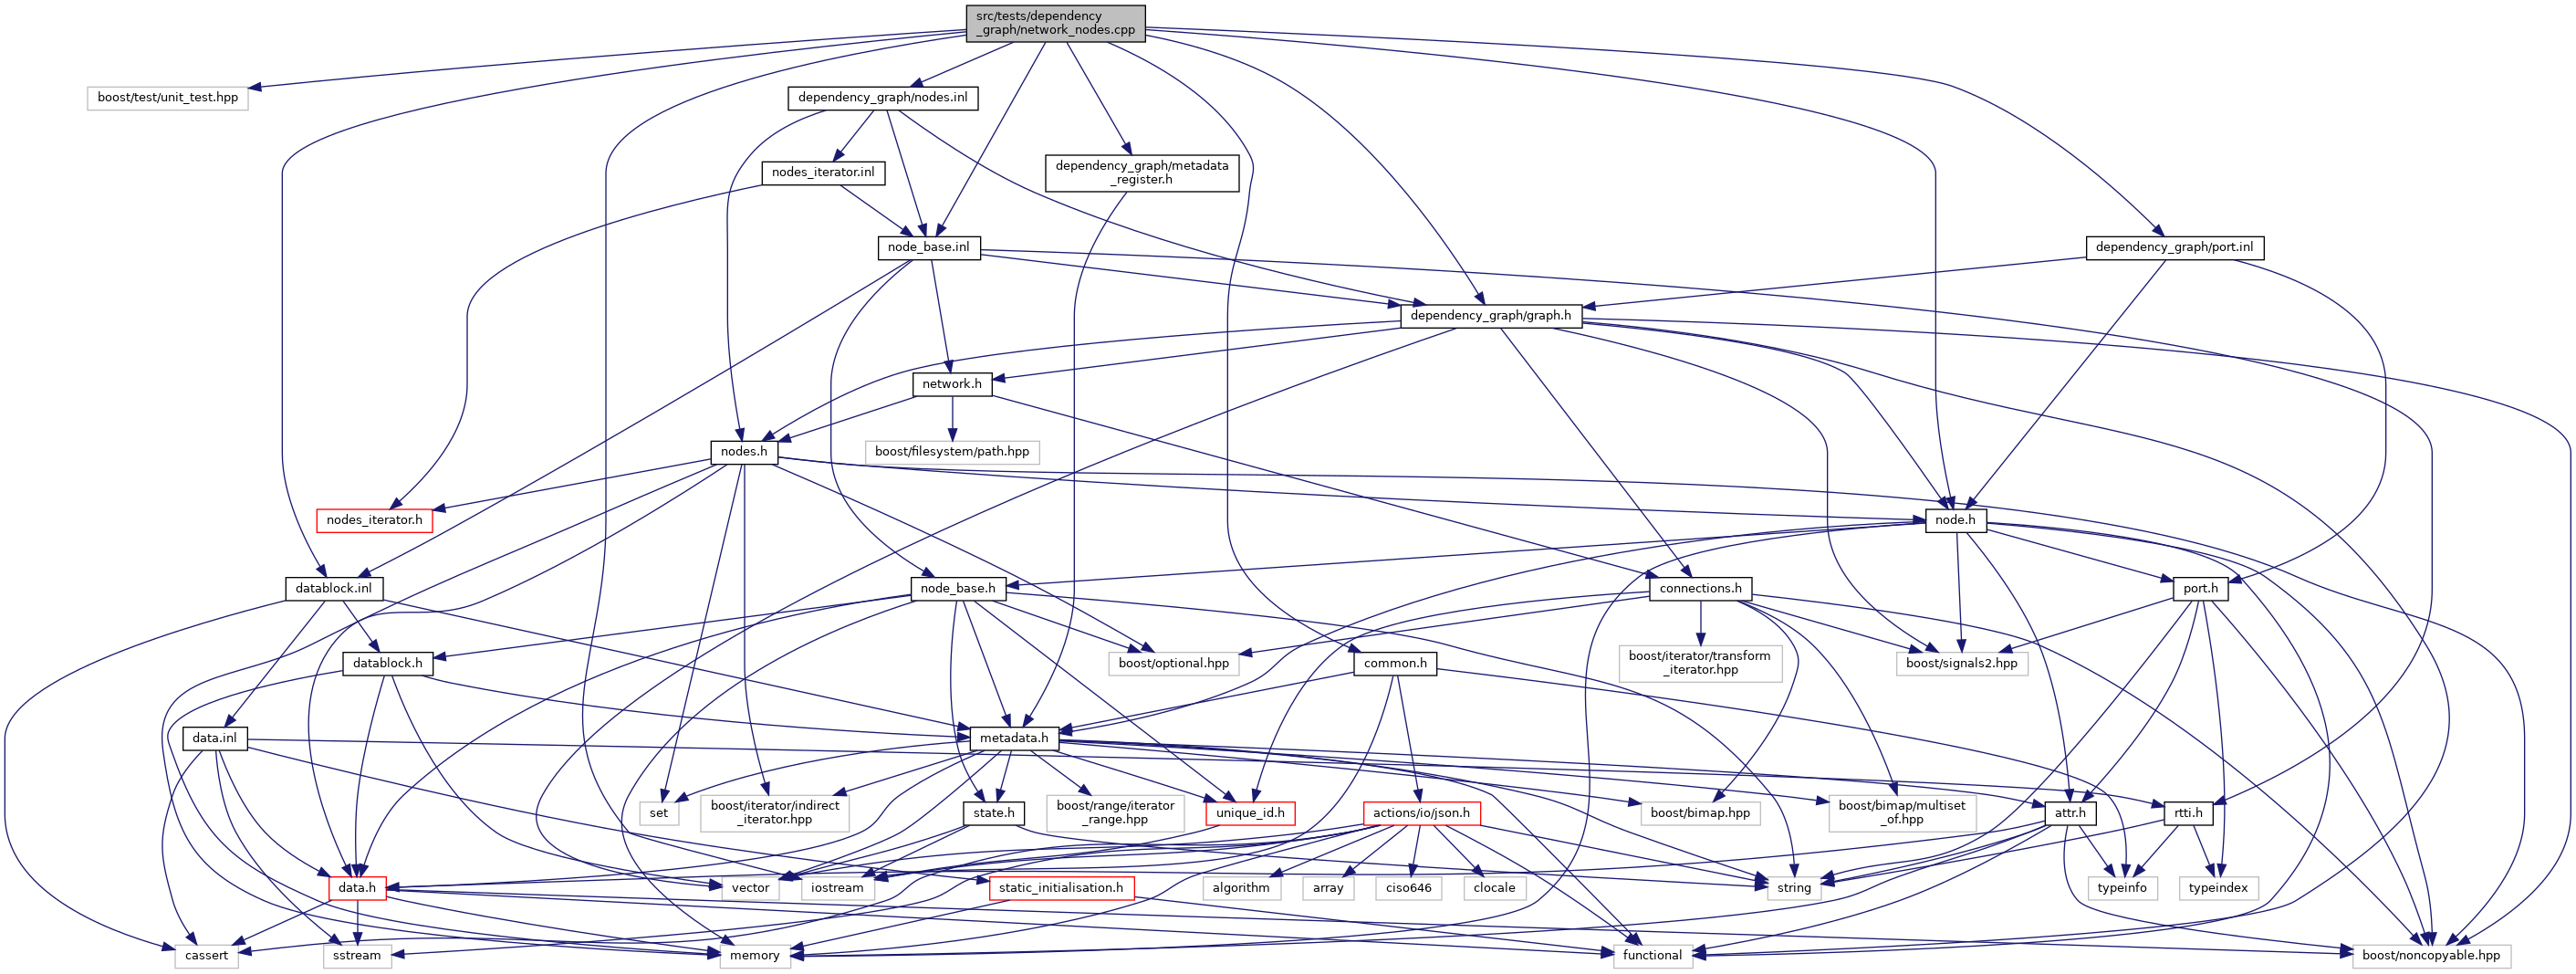 src/tests/dependency
_graph/network_nodes.cpp
boost/test/unit_test.hpp
dependency_graph/nodes.inl
nodes_iterator.inl
dependency_graph/metadata
_register.h
node_base.inl
dependency_graph/port.inl
dependency_graph/graph.h
network.h
nodes.h
boost/filesystem/path.hpp
nodes_iterator.h
node.h
datablock.inl
node_base.h
connections.h
port.h
datablock.h
boost/optional.hpp
common.h
boost/iterator/transform
_iterator.hpp
boost/signals2.hpp
data.inl
metadata.h
set
boost/iterator/indirect
_iterator.hpp
state.h
boost/range/iterator
_range.hpp
unique_id.h
actions/io/json.h
boost/bimap.hpp
boost/bimap/multiset
_of.hpp
attr.h
rtti.h
data.h
vector
iostream
static_initialisation.h
algorithm
array
ciso646
clocale
string
typeinfo
typeindex
cassert
sstream
memory
functional
boost/noncopyable.hpp